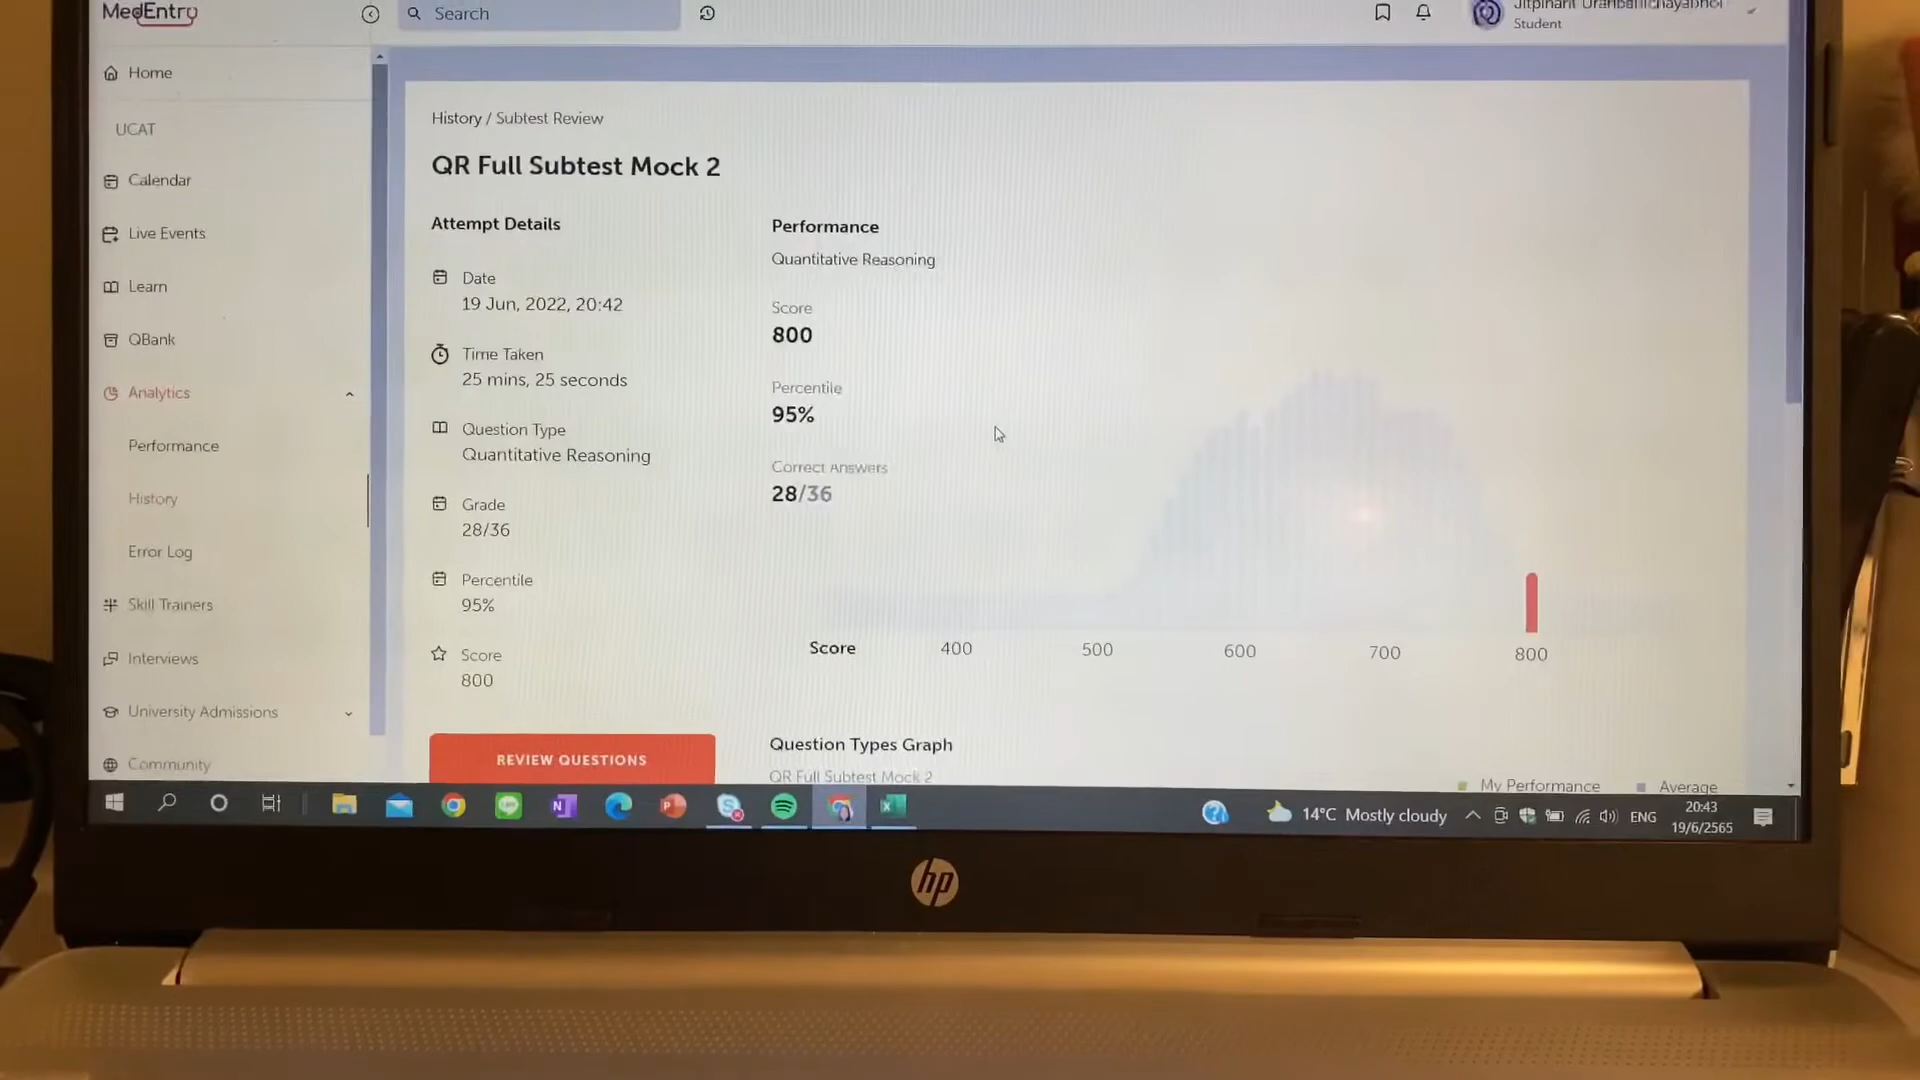 MedEntry
Search
Student
Home
UCAT
Calendar
Live Events
Learn
QBank
Analytics
Performance
History
Error Log
Skill Trainers
Interviews
University Admissions
Community
History / Subtest Review
QR Full Subtest Mock 2
Attempt Details
Date
19 Jun, 2022, 20:42
Time Taken
25 mins, 25 seconds
Question Type
Quantitative Reasoning
Grade
28/36
Percentile
95%
Score
800
REVIEW QUESTIONS
Performance
Quantitative Reasoning
Score
800
Percentile
95%
Correct Answers
28/36
Score 400 500 600 700 800
Question Types Graph
QR Full Subtest Mock 2
My Performance Average
14°C Mostly cloudy
ENG
20:43
19/6/2565
hp